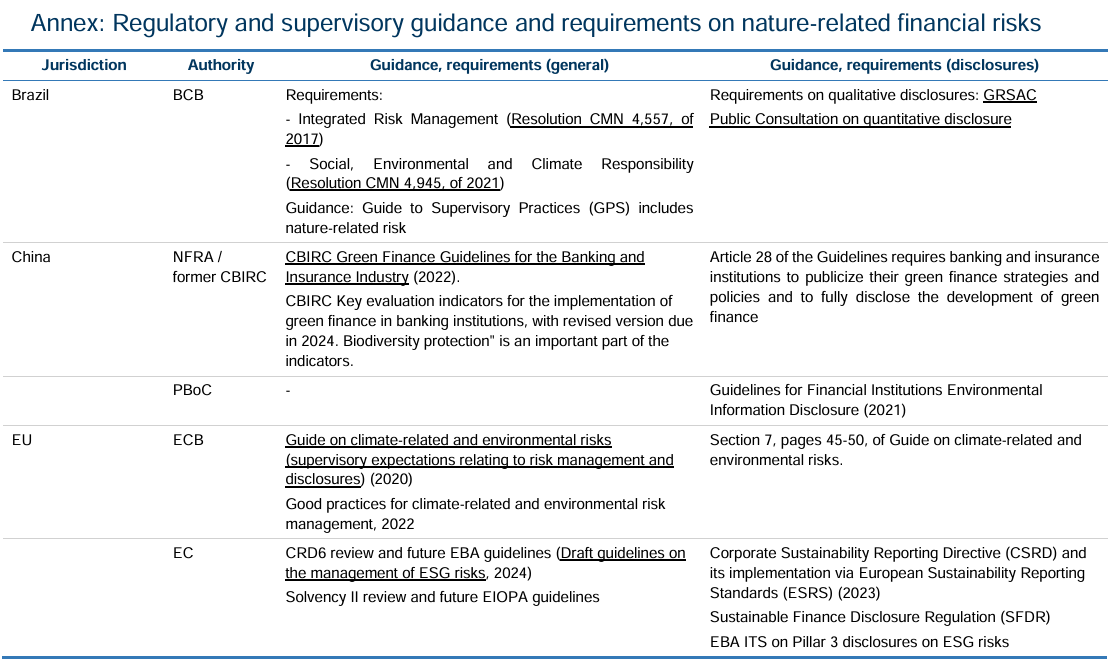 Annex: Regulatory and supervisory guidance and requirements on nature-related financial risks
Jurisdiction Authority Guidance, requirements (general) Guidance, requirements (disclosures)
Brazil BCB Requirements:
- Integrated Risk Management (Resolution CMN 4,557, of
2017)
- Social, Environmental and Climate Responsibility
(Resolution CMN 4,945, of 2021)
Guidance: Guide to Supervisory Practices (GPS) includes
nature-related risk
Requirements on qualitative disclosures: GRSAC
Public Consultation on quantitative disclosure
China NFRA /
former CBIRC
CBIRC Green Finance Guidelines for the Banking and
Insurance Industry (2022).
CBIRC Key evaluation indicators for the implementation of
green finance in banking institutions, with revised version due
in 2024. Biodiversity protection" is an important part of the
indicators.
Article 28 of the Guidelines requires banking and insurance
institutions to publicize their green finance strategies and
policies and to fully disclose the development of green
finance
PBoC -
Guidelines for Financial Institutions Environmental
Information Disclosure (2021)
EU ECB
Guide on climate-related and environmental risks
(supervisory expectations relating to risk management and
disclosures) (2020)
Good practices for climate-related and environmental risk
management, 2022
Section 7, pages 45-50, of Guide on climate-related and
environmental risks.
EC
CRD6 review and future EBA guidelines (Draft guidelines on
the management of ESG risks, 2024)
Solvency II review and future EIOPA guidelines
Corporate Sustainability Reporting Directive (CSRD) and
its implementation via European Sustainability Reporting
Standards (ESRS) (2023)
Sustainable Finance Disclosure Regulation (SFDR)
EBA ITS on Pillar 3 disclosures on ESG risks